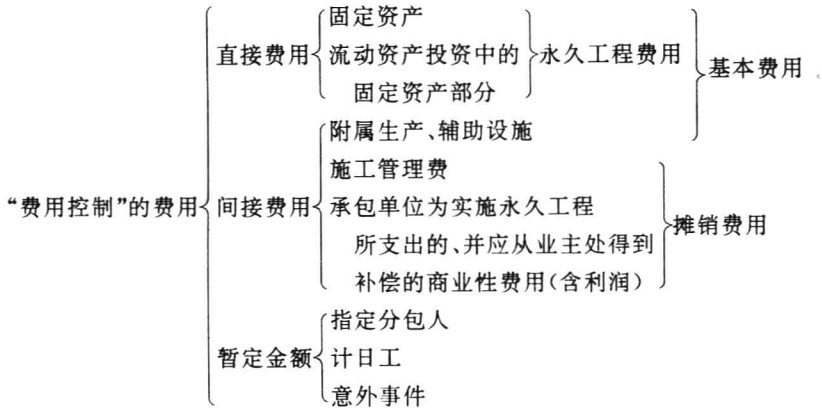 固定资产
直接费用 流动资产投资中的 永久工程费用
固定资产部分
基本费用
附属生产、辅助设施
施工管理费
“费用控制”的费用 间接费用 承包单位为实施永久工程
所支出的、并应从业主处得到
摊销费用
补偿的商业性费用(含利润)
指定分包人
暂定金额 计日工
意外事件